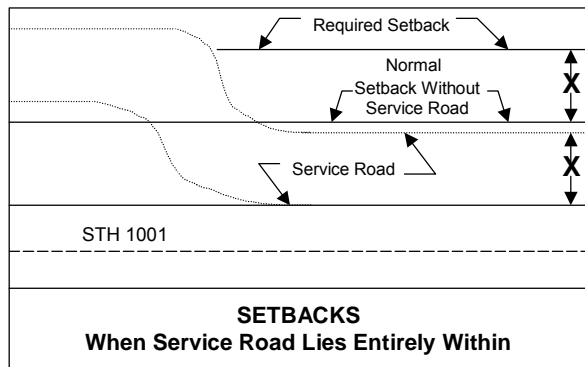 Required Setback
Normal
Setback Without
Service Road
X
Service Road
X
STH 1001
SETBACKS
When Service Road Lies Entirely Within